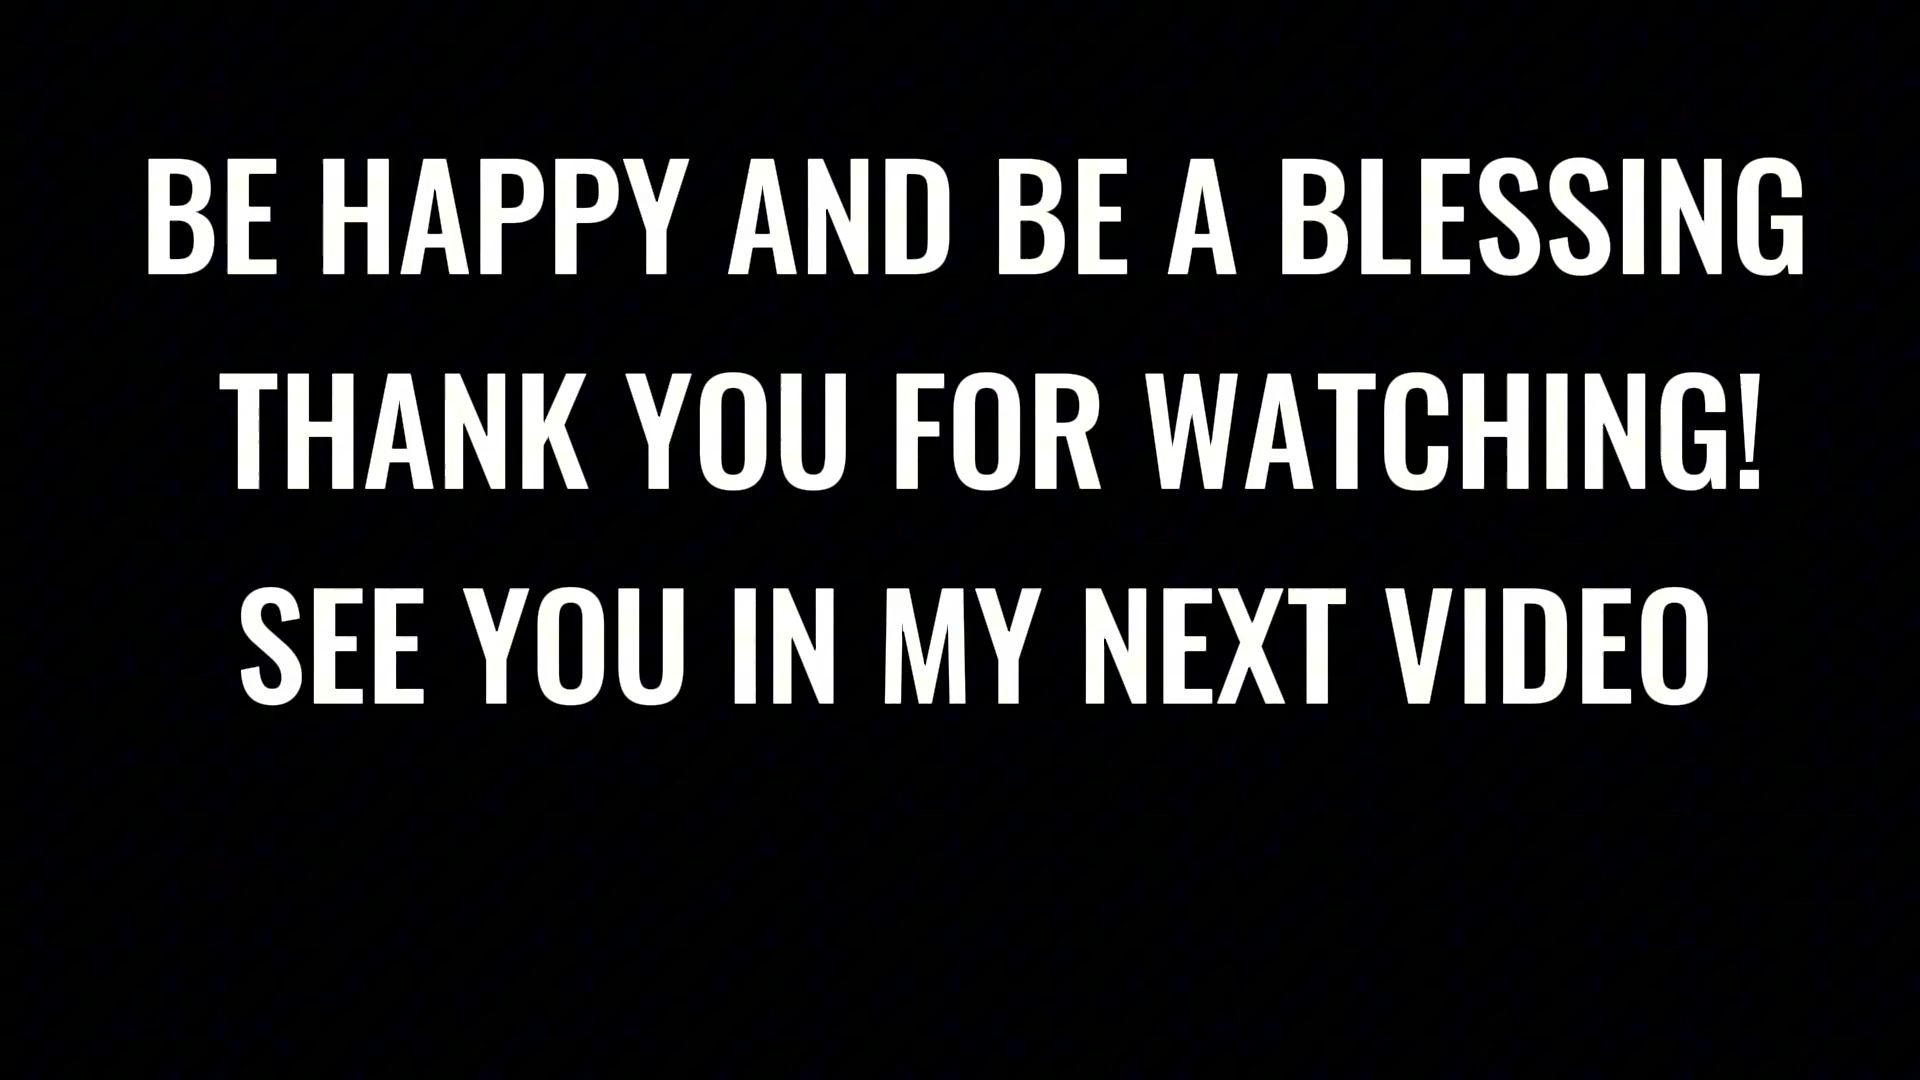 BE HAPPY AND BE A BLESSING
THANK YOU FOR WATCHING!
SEE YOU IN MY NEXT VIDEO